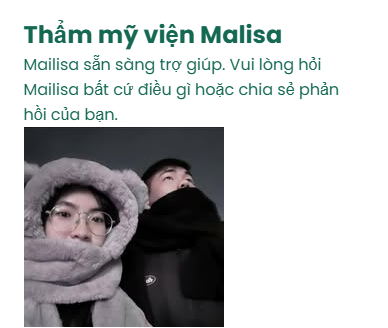 Thẩm mỹ viện Malisa
Mailisa sẵn sàng trợ giúp. Vui lòng hỏi
Mailisa bất cứ điều gì hoặc chia sẻ phản
hồi của bạn.